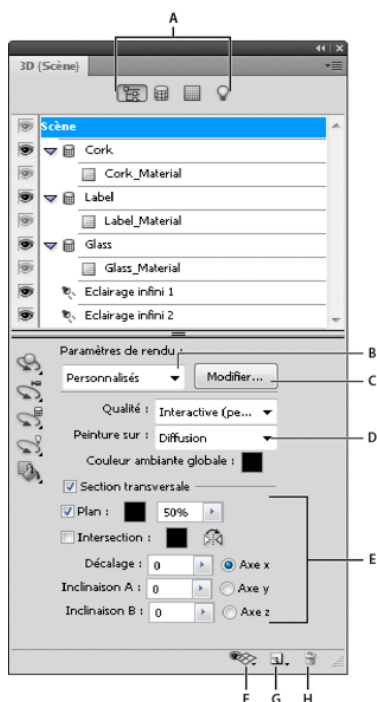 A
3D {Scène}
Scène
Cork
Cork_Material
Label
Label_Material
Glass
Glass_Material
Eclairage infini 1
Eclairage infini 2
Paramètres de rendu :
B
Personnalisés
Modifier...
C
Qualité :
Interactive (pe...
Peinture sur :
Diffusion
D
Couleur ambiante globale :
Section transversale
Plan :
50%
Intersection :
E
Décalage :
0
Axe x
Inclinaison A :
0
Axe y
Inclinaison B :
0
Axe z
F
G
H